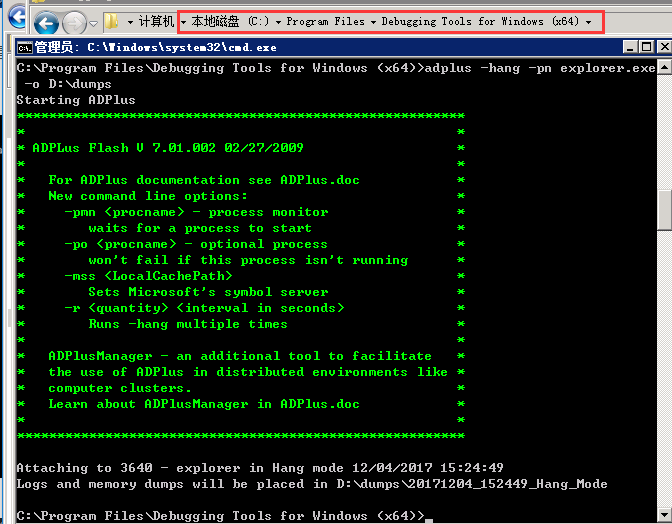 计算机 本地磁盘 (C:) Program Files Debugging Tools for Windows (x64)
管理员: C:\Windows\system32\cmd.exe
C:\Program Files\Debugging Tools for Windows (x64)>adplus -hang -pn explorer.exe
-o D:\dumps
Starting ADPlus
********************************************************
*                                                      *
* ADPLus Flash V 7.01.002 02/27/2009                   *
*                                                      *
*   For ADPlus documentation see ADPlus.doc            *
*   New command line options:                          *
*     -pmn <procname> - process monitor                *
*        waits for a process to start                  *
*     -po <procname> - optional process                *
*        won't fail if this process isn't running      *
*     -mss <LocalCachePath>                            *
*        Sets Microsoft's symbol server                *
*     -r <quantity> <interval in seconds>              *
*        Runs -hang multiple times                     *
*                                                      *
*   ADPlusManager - an additional tool to facilitate   *
*   the use of ADPlus in distributed environments like *
*   computer clusters.                                 *
*   Learn about ADPlusManager in ADPlus.doc            *
*                                                      *
********************************************************
Attaching to 3640 - explorer in Hang mode 12/04/2017 15:24:49
Logs and memory dumps will be placed in D:\dumps\20171204_152449_Hang_Mode
C:\Program Files\Debugging Tools for Windows (x64)>